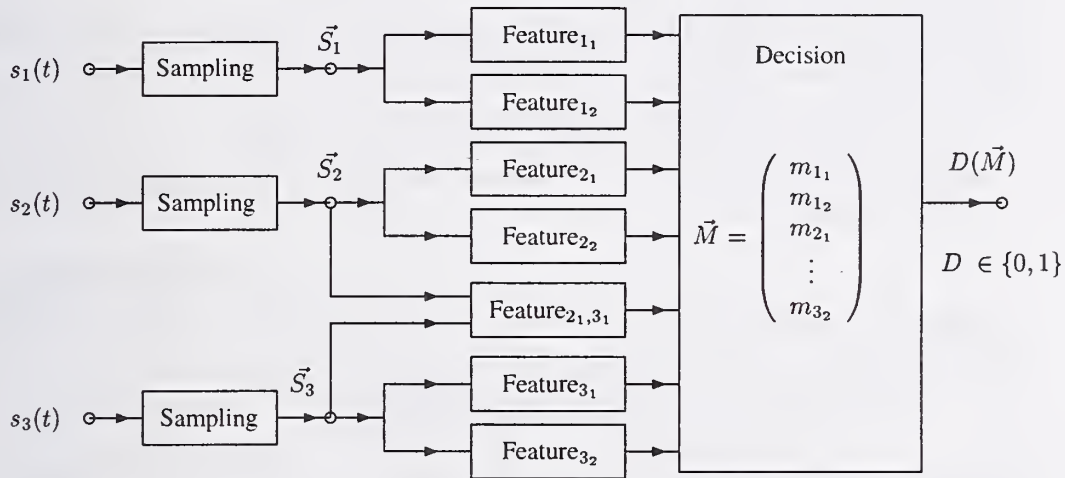 s₁(t) Sampling S⃗₁ Feature₁₁
Feature₁₂
s₂(t) Sampling S⃗₂ Feature₂₁
Feature₂₂
Feature₂₁,₃₁
s₃(t) Sampling S⃗₃ Feature₃₁
Feature₃₂
Decision
M⃗ = ( m₁₁
m₁₂
m₂₁
⋮
m₃₂ )
D(M⃗)
D ∈ {0, 1}